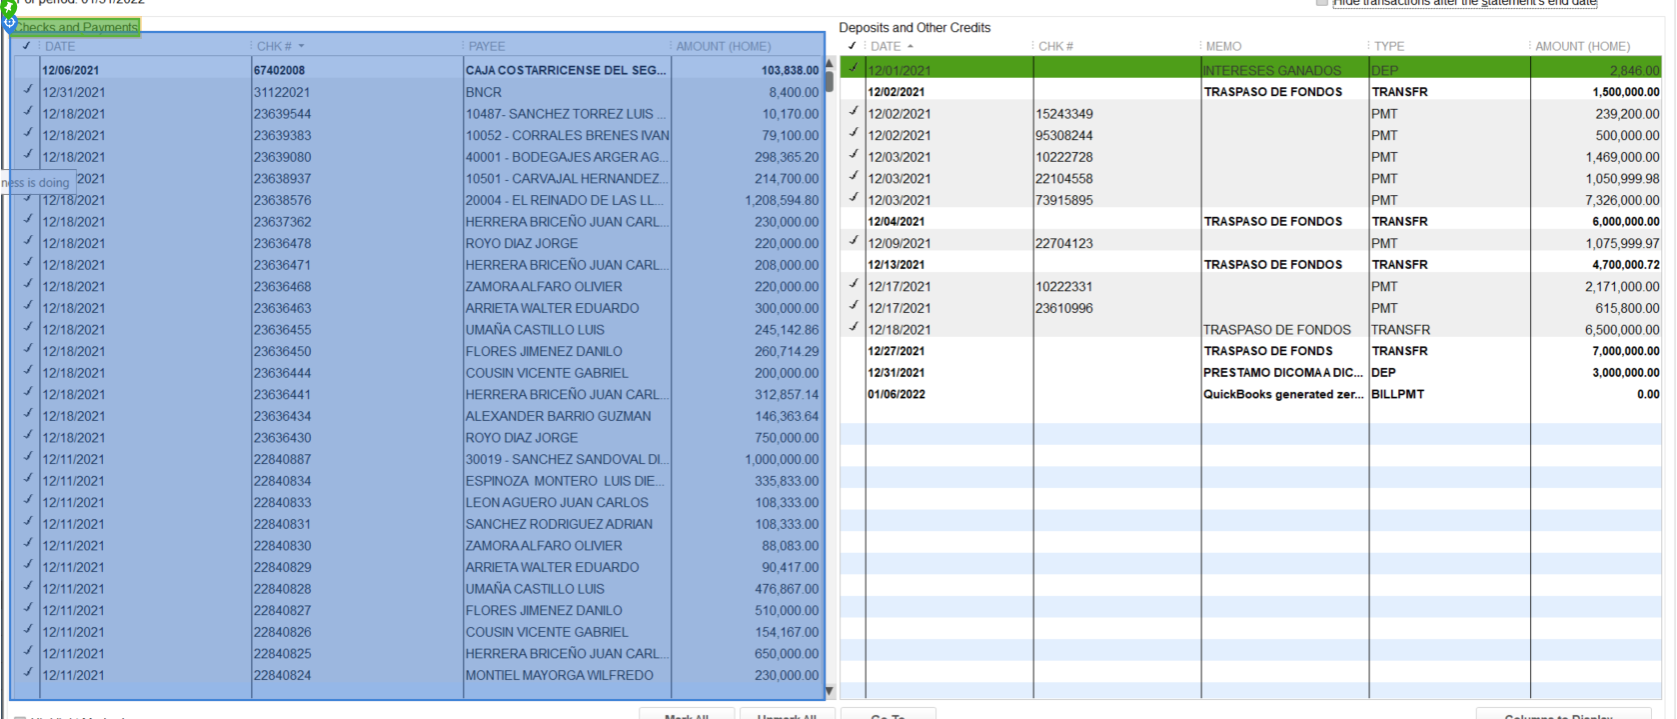 For period: 01/31/2022
Hide transactions after the statement's end date
Checks and Payments
✓ DATE CHK # PAYEE AMOUNT (HOME)
12/06/2021 67402008 CAJA COSTARRICENSE DEL SEG... 103,838.00
✓ 12/31/2021 31122021 BNCR 8,400.00
✓ 12/18/2021 23639544 10487- SANCHEZ TORREZ LUIS ... 10,170.00
✓ 12/18/2021 23639383 10052 - CORRALES BRENES IVAN 79,100.00
✓ 12/18/2021 23639080 40001 - BODEGAJES ARGER AG... 298,365.20
ness is doing 2021 23638937 10501 - CARVAJAL HERNANDEZ... 214,700.00
✓ 12/18/2021 23638576 20004 - EL REINADO DE LAS LL... 1,208,594.80
✓ 12/18/2021 23637362 HERRERA BRICEÑO JUAN CARL... 230,000.00
✓ 12/18/2021 23636478 ROYO DIAZ JORGE 220,000.00
✓ 12/18/2021 23636471 HERRERA BRICEÑO JUAN CARL... 208,000.00
✓ 12/18/2021 23636468 ZAMORA ALFARO OLIVIER 220,000.00
✓ 12/18/2021 23636463 ARRIETA WALTER EDUARDO 300,000.00
✓ 12/18/2021 23636455 UMAÑA CASTILLO LUIS 245,142.86
✓ 12/18/2021 23636450 FLORES JIMENEZ DANILO 260,714.29
✓ 12/18/2021 23636444 COUSIN VICENTE GABRIEL 200,000.00
✓ 12/18/2021 23636441 HERRERA BRICEÑO JUAN CARL... 312,857.14
✓ 12/18/2021 23636434 ALEXANDER BARRIO GUZMAN 146,363.64
✓ 12/18/2021 23636430 ROYO DIAZ JORGE 750,000.00
✓ 12/11/2021 22840887 30019 - SANCHEZ SANDOVAL DI... 1,000,000.00
✓ 12/11/2021 22840834 ESPINOZA MONTERO LUIS DIE... 335,833.00
✓ 12/11/2021 22840833 LEON AGUERO JUAN CARLOS 108,333.00
✓ 12/11/2021 22840831 SANCHEZ RODRIGUEZ ADRIAN 108,333.00
✓ 12/11/2021 22840830 ZAMORA ALFARO OLIVIER 88,083.00
✓ 12/11/2021 22840829 ARRIETA WALTER EDUARDO 90,417.00
✓ 12/11/2021 22840828 UMAÑA CASTILLO LUIS 476,867.00
✓ 12/11/2021 22840827 FLORES JIMENEZ DANILO 510,000.00
✓ 12/11/2021 22840826 COUSIN VICENTE GABRIEL 154,167.00
✓ 12/11/2021 22840825 HERRERA BRICEÑO JUAN CARL... 650,000.00
✓ 12/11/2021 22840824 MONTIEL MAYORGA WILFREDO 230,000.00
Deposits and Other Credits
✓ DATE CHK # MEMO TYPE AMOUNT (HOME)
✓ 12/01/2021 INTERESES GANADOS DEP 2,846.00
12/02/2021 TRASPASO DE FONDOS TRANSFR 1,500,000.00
✓ 12/02/2021 15243349 PMT 239,200.00
✓ 12/02/2021 95308244 PMT 500,000.00
✓ 12/03/2021 10222728 PMT 1,469,000.00
✓ 12/03/2021 22104558 PMT 1,050,999.98
✓ 12/03/2021 73915895 PMT 7,326,000.00
12/04/2021 TRASPASO DE FONDOS TRANSFR 6,000,000.00
✓ 12/09/2021 22704123 PMT 1,075,999.97
12/13/2021 TRASPASO DE FONDOS TRANSFR 4,700,000.72
✓ 12/17/2021 10222331 PMT 2,171,000.00
✓ 12/17/2021 23610996 PMT 615,800.00
✓ 12/18/2021 TRASPASO DE FONDOS TRANSFR 6,500,000.00
12/27/2021 TRASPASO DE FONDS TRANSFR 7,000,000.00
12/31/2021 PRESTAMO DICOMA A DIC... DEP 3,000,000.00
01/06/2022 QuickBooks generated zer... BILLPMT 0.00
Mark All Unmark All Go To Columns to Display